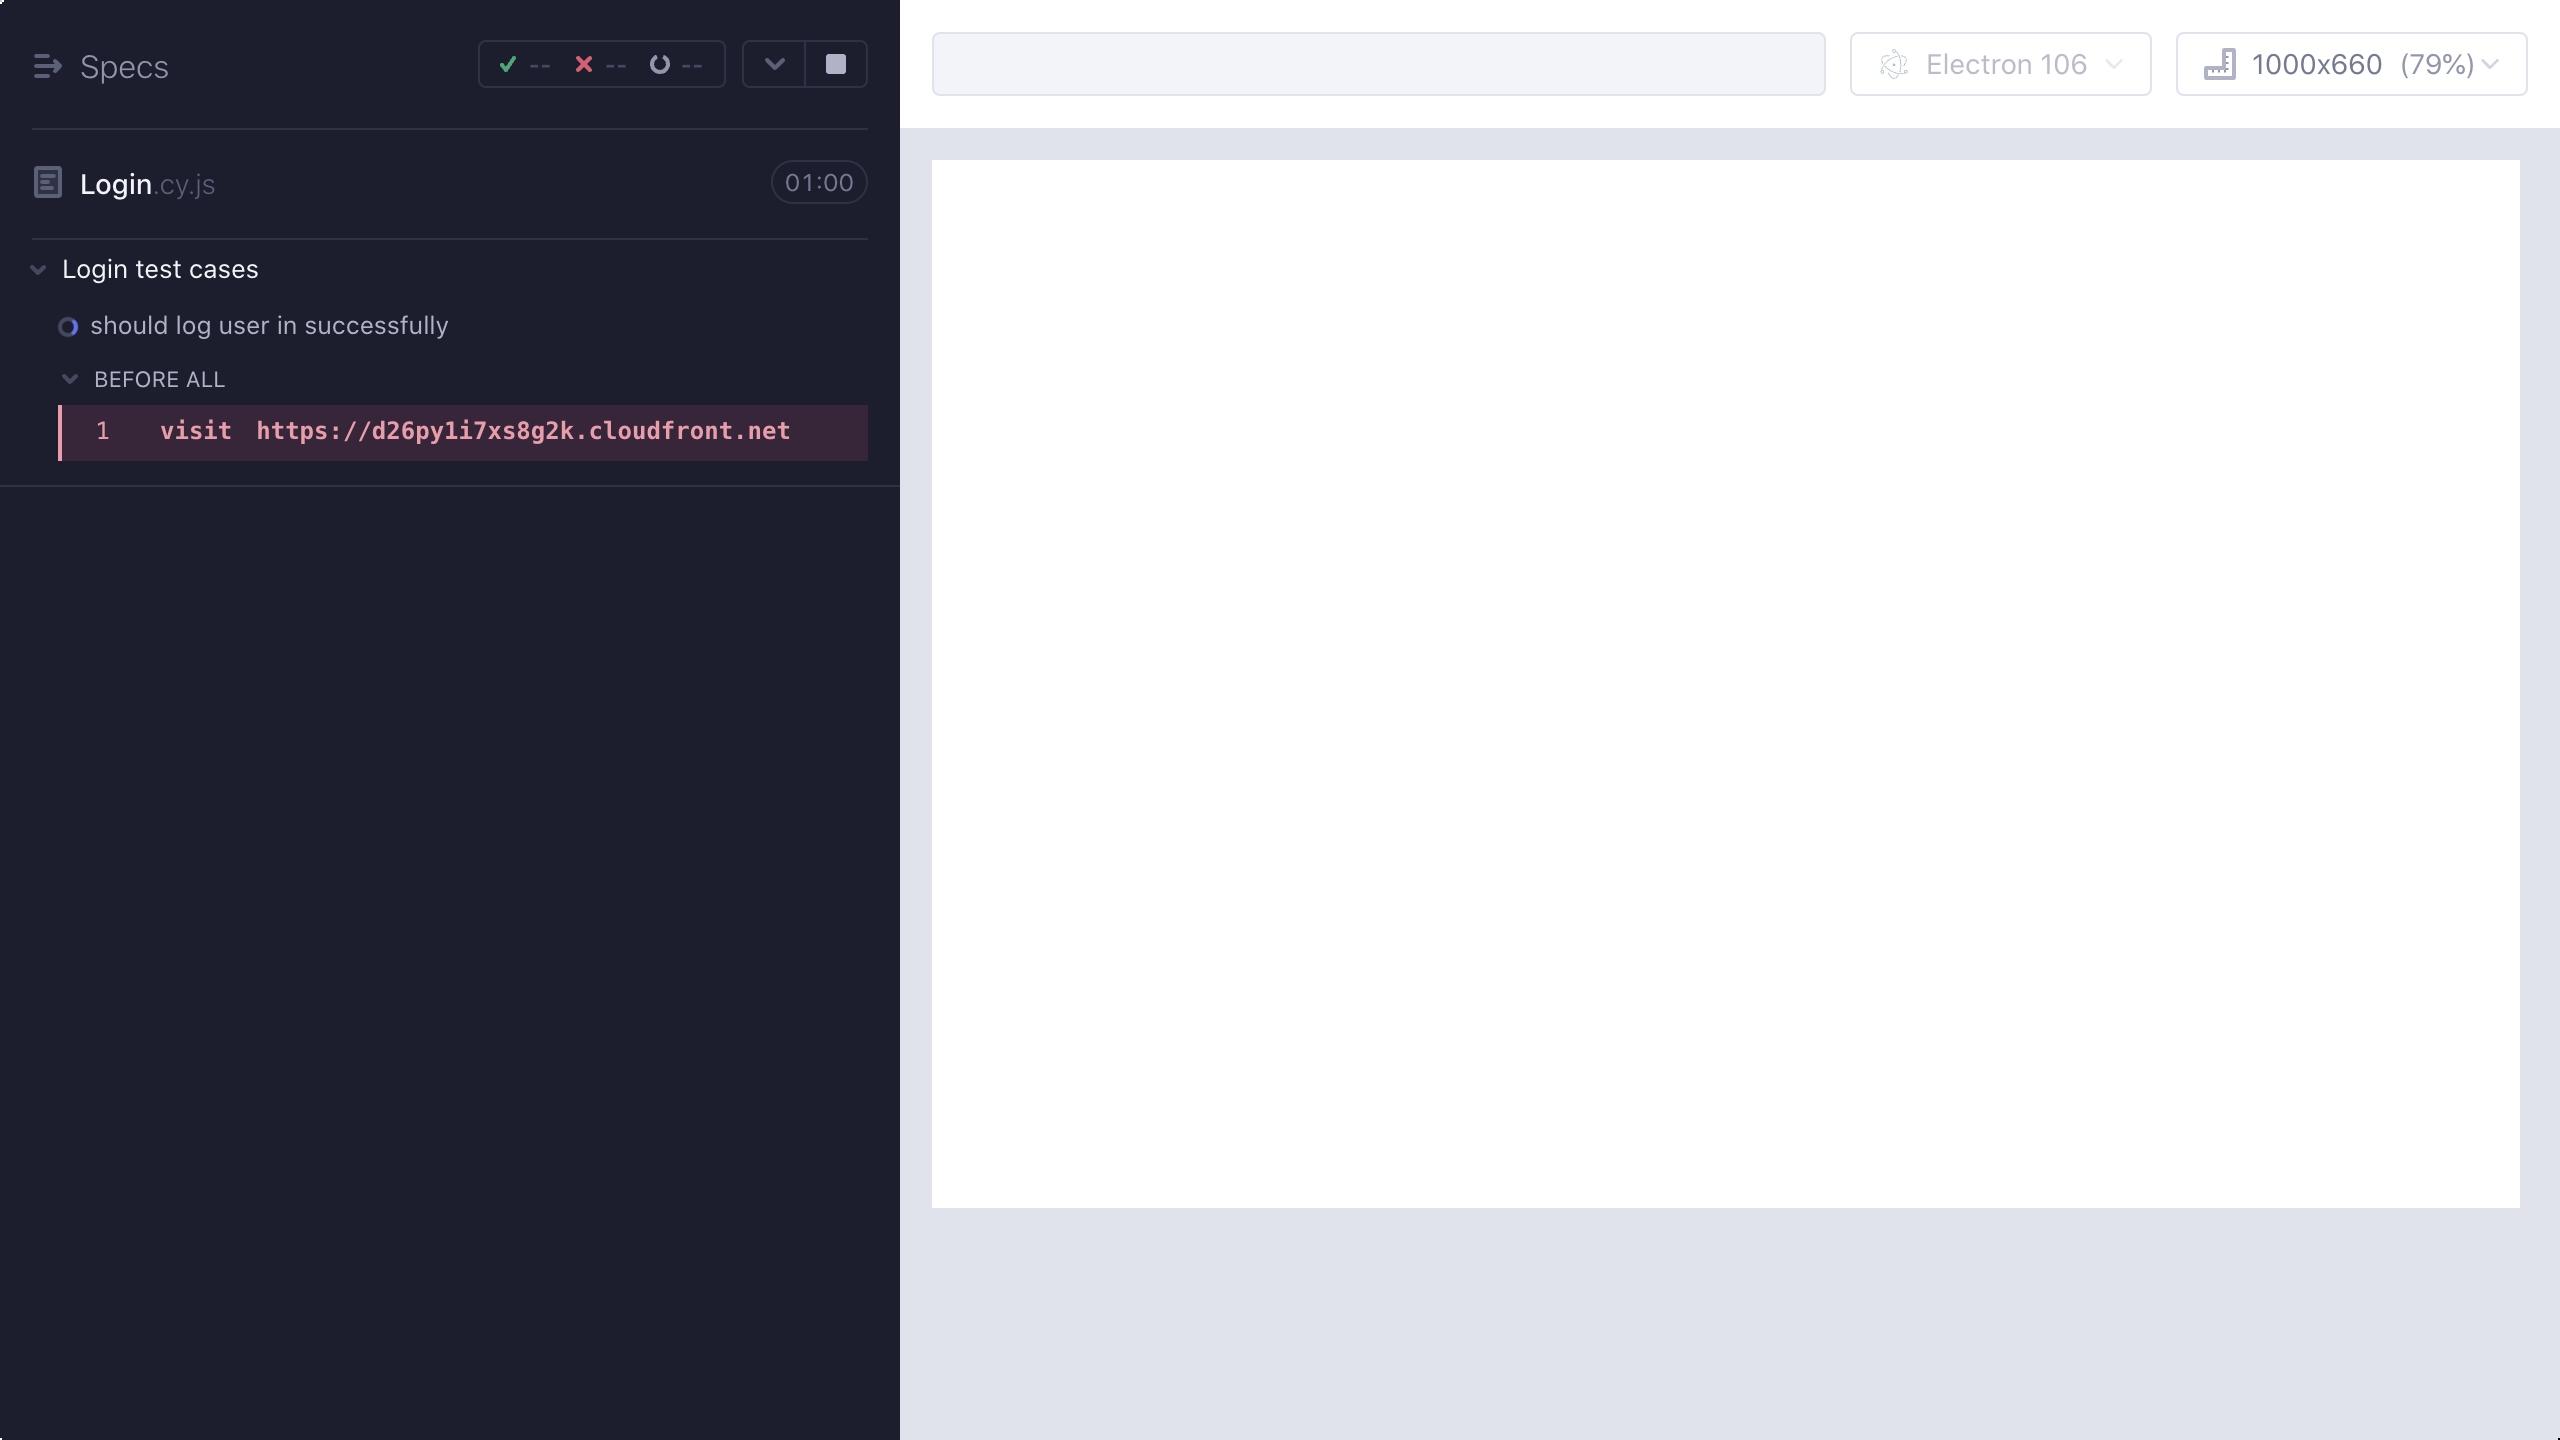 Specs
--
--
--
Electron 106
1000x660 (79%)
Login.cy.js
01:00
Login test cases
should log user in successfully
BEFORE ALL
1 visit https://d26py1i7xs8g2k.cloudfront.net